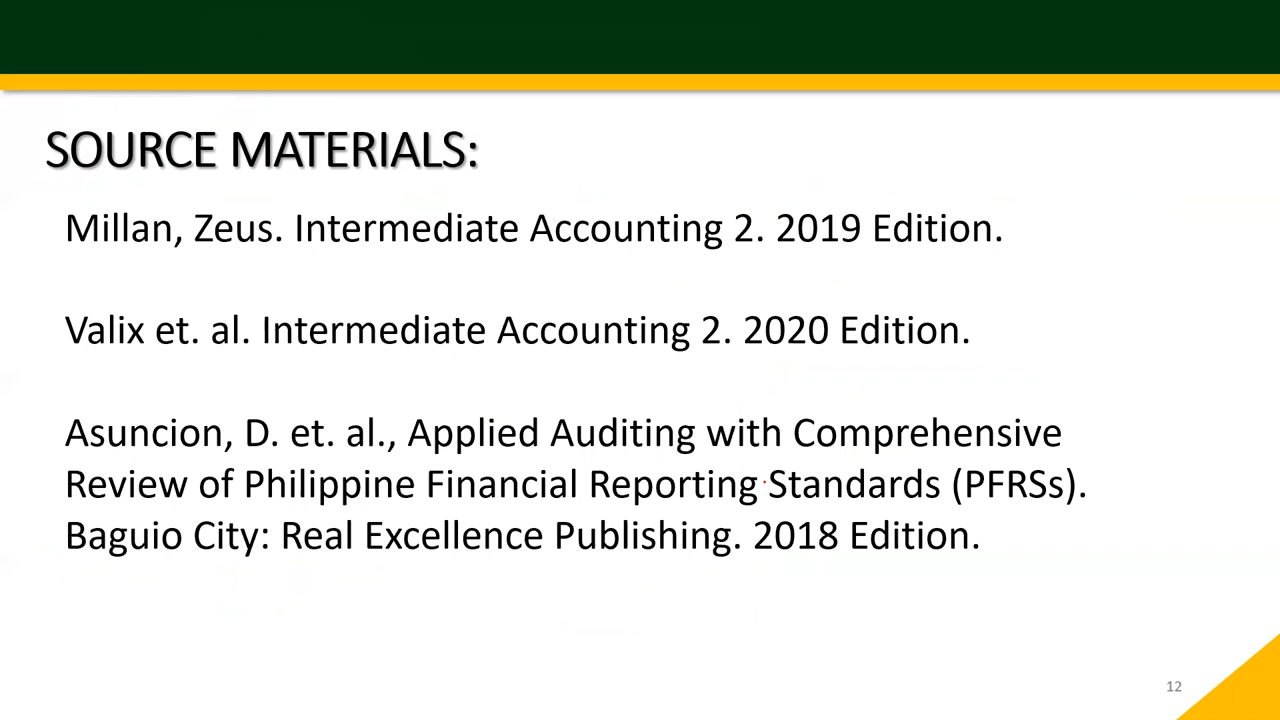 SOURCE MATERIALS:
Millan, Zeus. Intermediate Accounting 2. 2019 Edition.
Valix et. al. Intermediate Accounting 2. 2020 Edition.
Asuncion, D. et. al., Applied Auditing with Comprehensive
Review of Philippine Financial Reporting Standards (PFRSs).
Baguio City: Real Excellence Publishing. 2018 Edition.
12